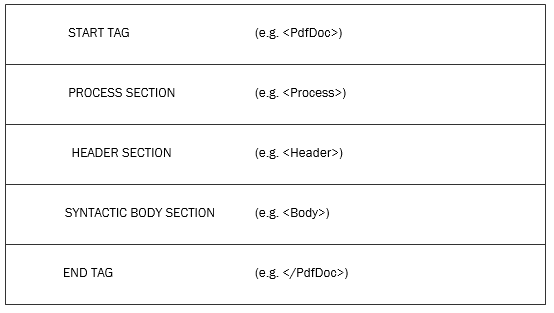 START TAG (e.g. <PdfDoc>)
PROCESS SECTION (e.g. <Process>)
HEADER SECTION (e.g. <Header>)
SYNTACTIC BODY SECTION (e.g. <Body>)
END TAG (e.g. </PdfDoc>)